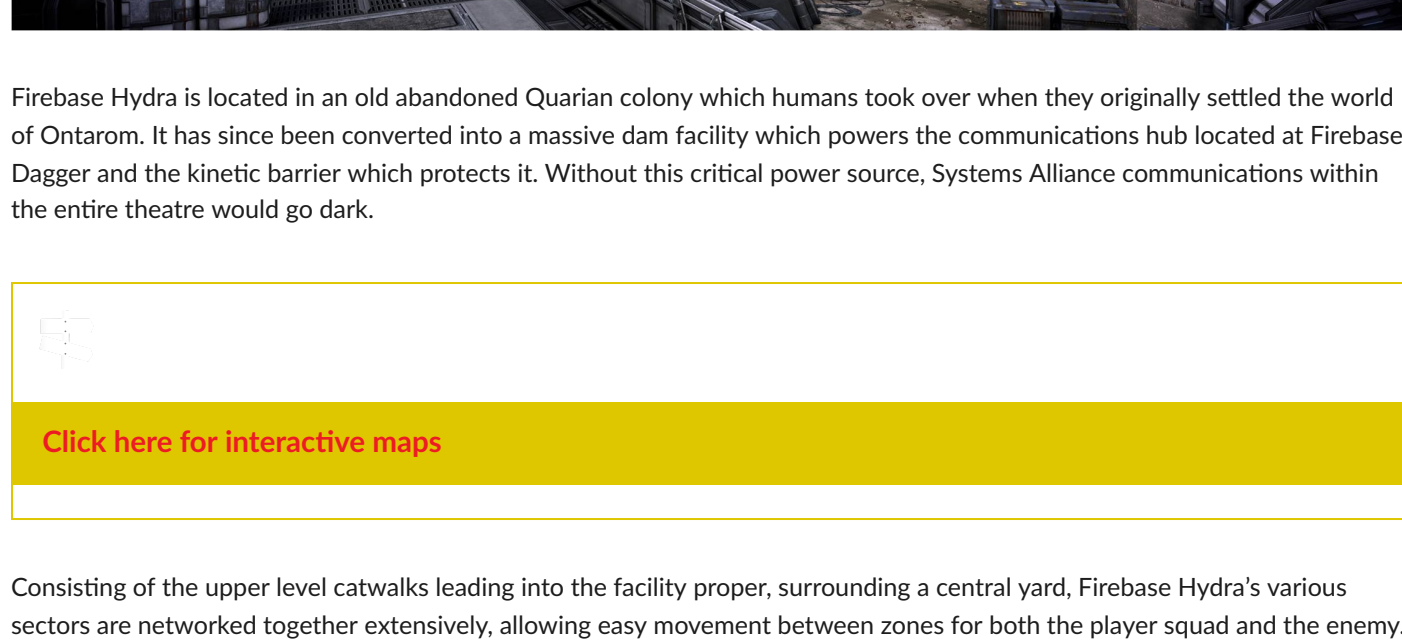 Firebase Hydra is located in an old abandoned Quarian colony which humans took over when they originally settled the world
of Ontarom. It has since been converted into a massive dam facility which powers the communications hub located at Firebase
Dagger and the kinetic barrier which protects it. Without this critical power source, Systems Alliance communications within
the entire theatre would go dark.
Click here for interactive maps
Consisting of the upper level catwalks leading into the facility proper, surrounding a central yard, Firebase Hydra’s various
sectors are networked together extensively, allowing easy movement between zones for both the player squad and the enemy.